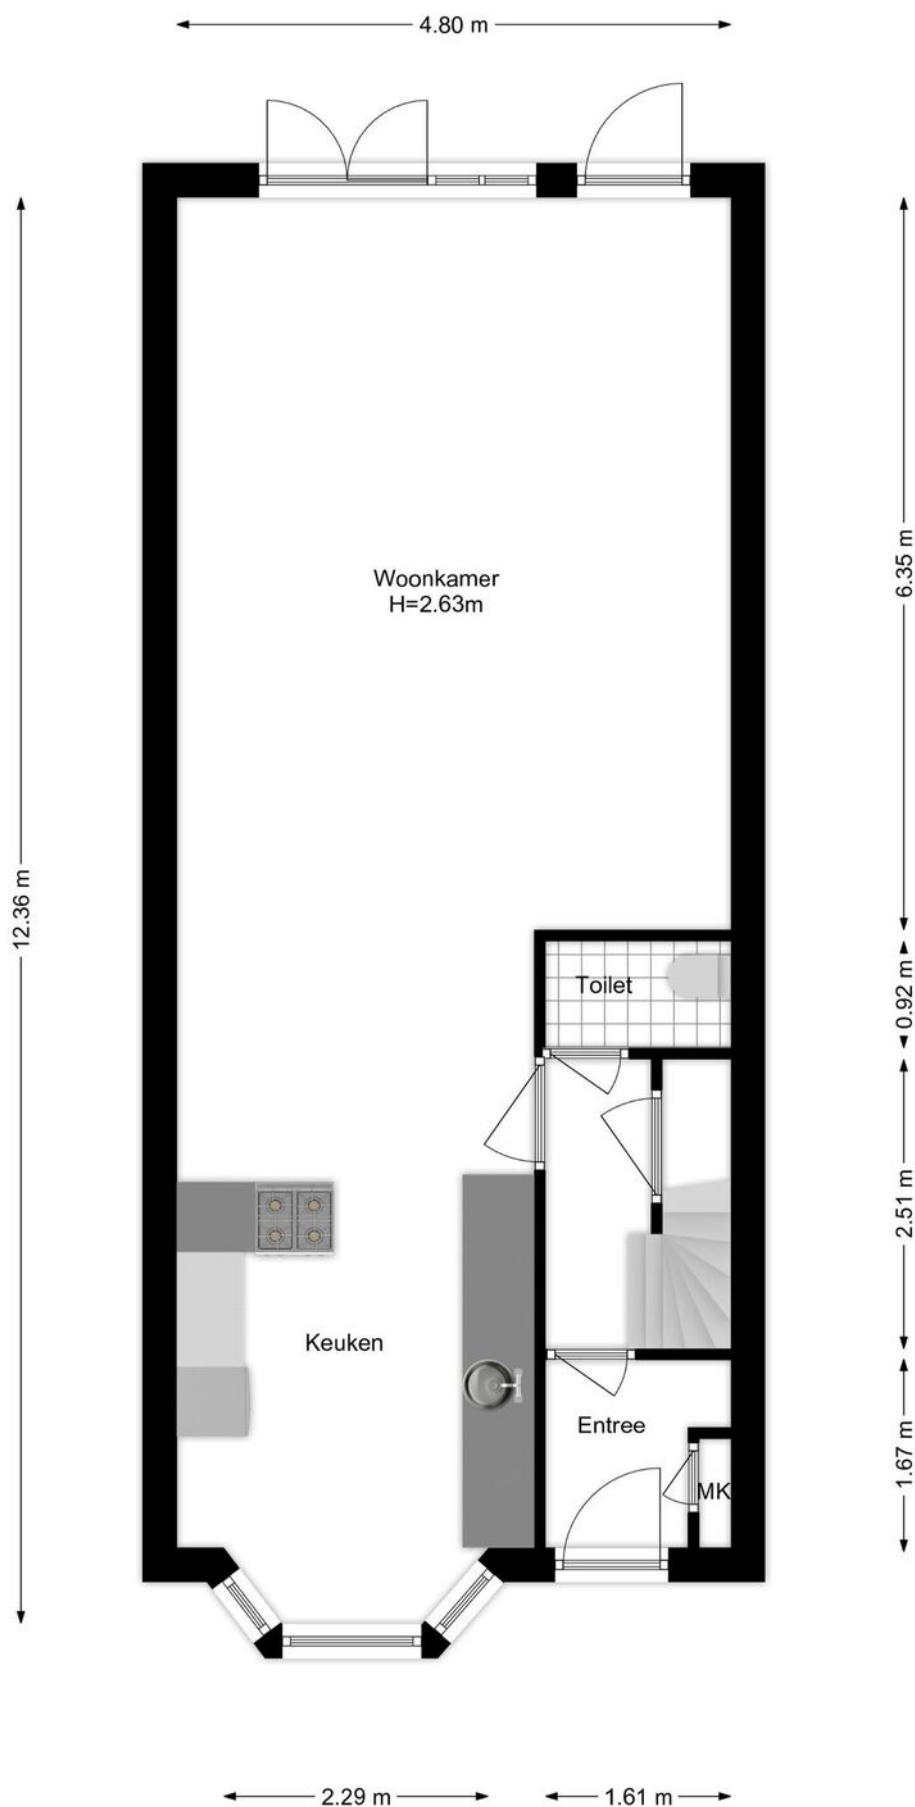 4.80 m
Woonkamer
H=2.63m
6.35 m
12.36 m
Toilet
0.92 m
2.51 m
Keuken
Entree
1.67 m
MK
2.29 m
1.61 m